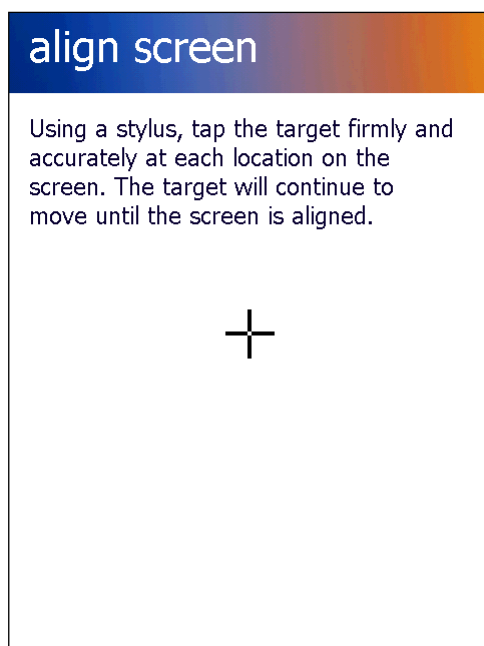 align screen
Using a stylus, tap the target firmly and
accurately at each location on the
screen. The target will continue to
move until the screen is aligned.